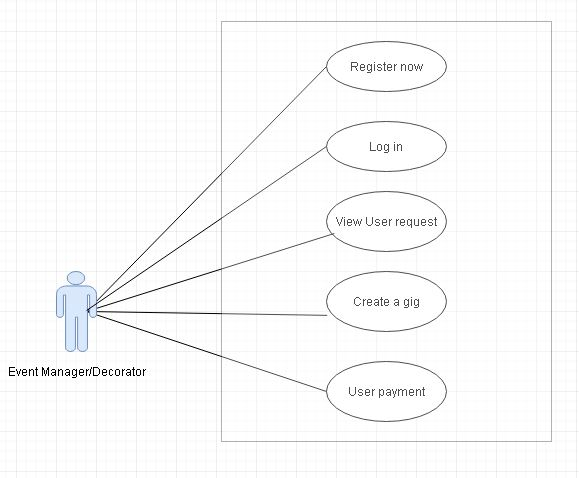 Register now
Log in
View User request
Create a gig
User payment
Event Manager/Decorator